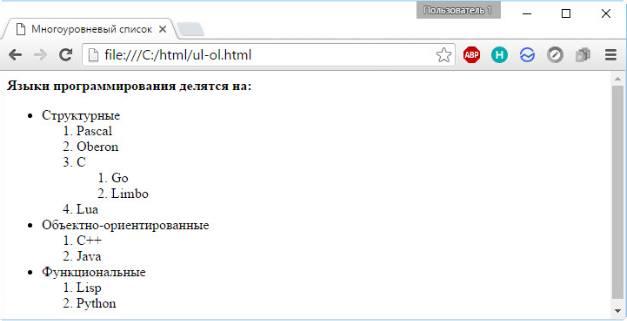 Пользователь 1
Многоуровневый список
file:///C:/html/ul-ol.html
ABP
H
Языки программирования делятся на:
• Структурные
1. Pascal
2. Oberon
3. C
1. Go
2. Limbo
4. Lua
• Объектно-ориентированные
1. C++
2. Java
• Функциональные
1. Lisp
2. Python